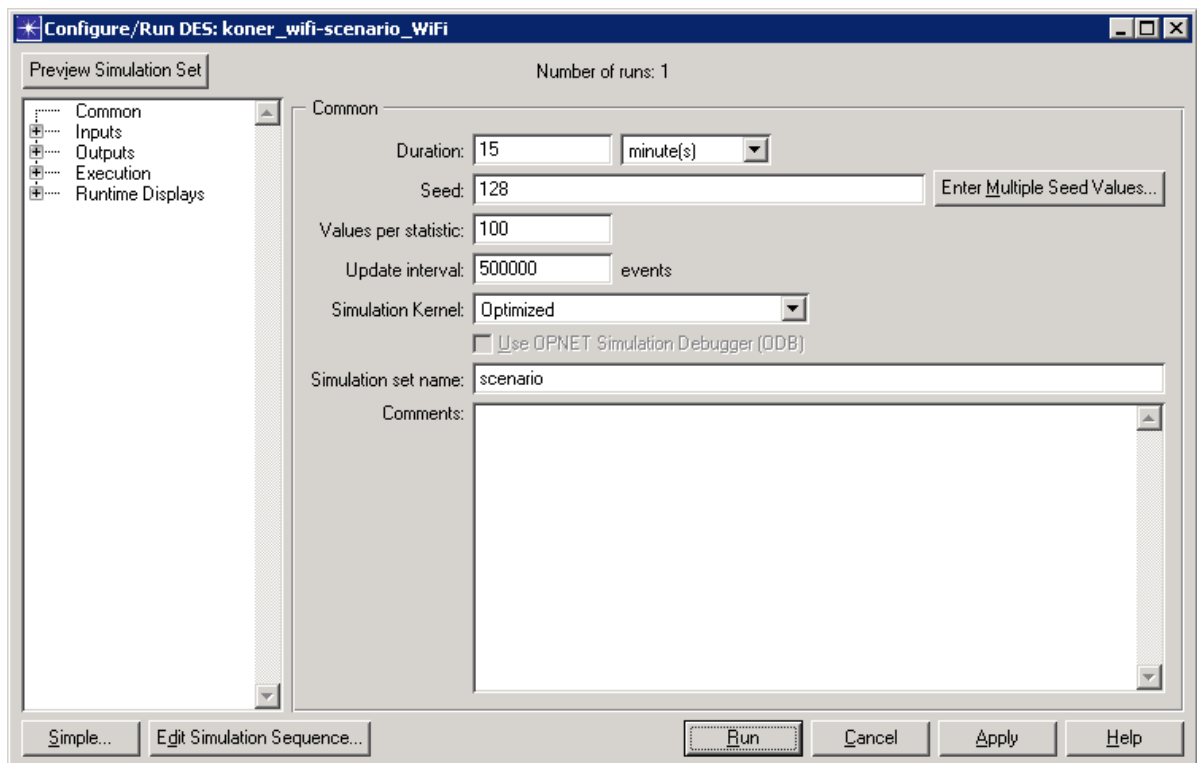 Configure/Run DES: koner_wifi-scenario_WiFi
Preview Simulation Set
Number of runs: 1
Common
Inputs
Outputs
Execution
Runtime Displays
Common
Duration: 15 minute(s)
Seed: 128 Enter Multiple Seed Values...
Values per statistic: 100
Update interval: 500000 events
Simulation Kernel: Optimized
Use OPNET Simulation Debugger (ODB)
Simulation set name: scenario
Comments:
Simple... Edit Simulation Sequence... Run Cancel Apply Help